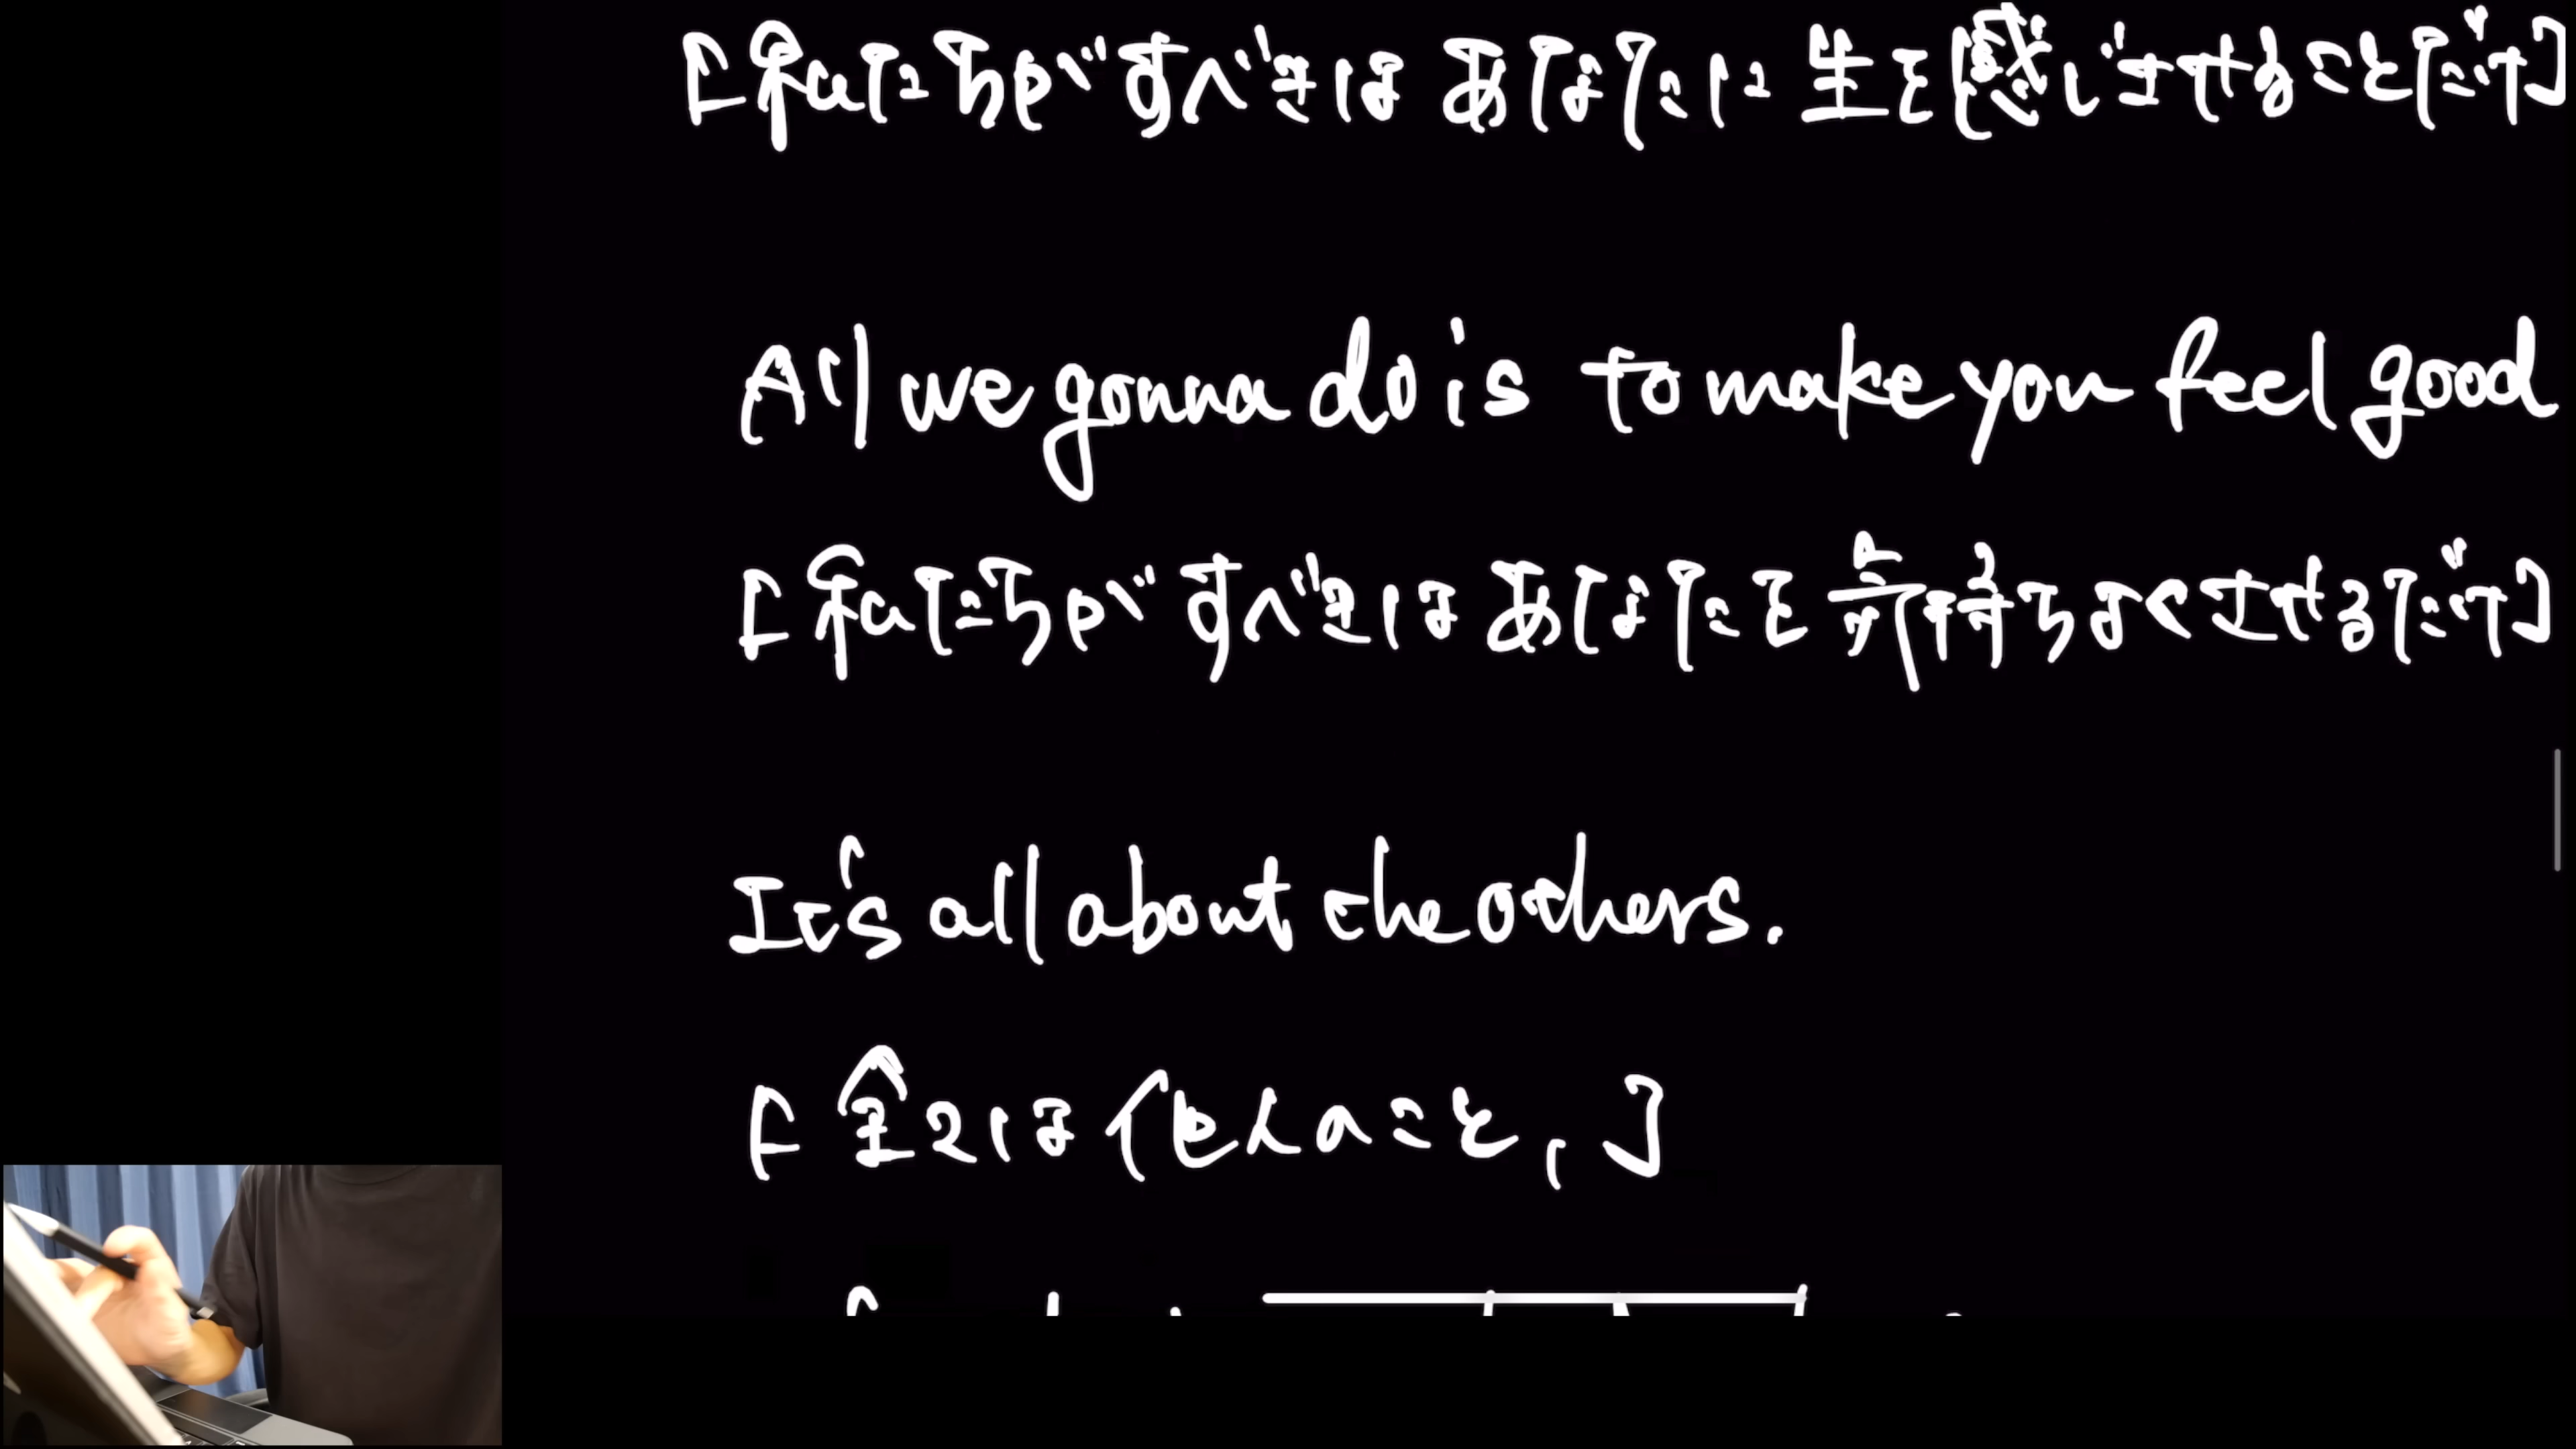 [私たちがすべきは あなたに 生を感じさせることだけ]
All we gonna do is to make you feel good
[私たちがすべきは あなたを気持ちよくさせるだけ]
It's all about the others.
[全ては他人のこと,]